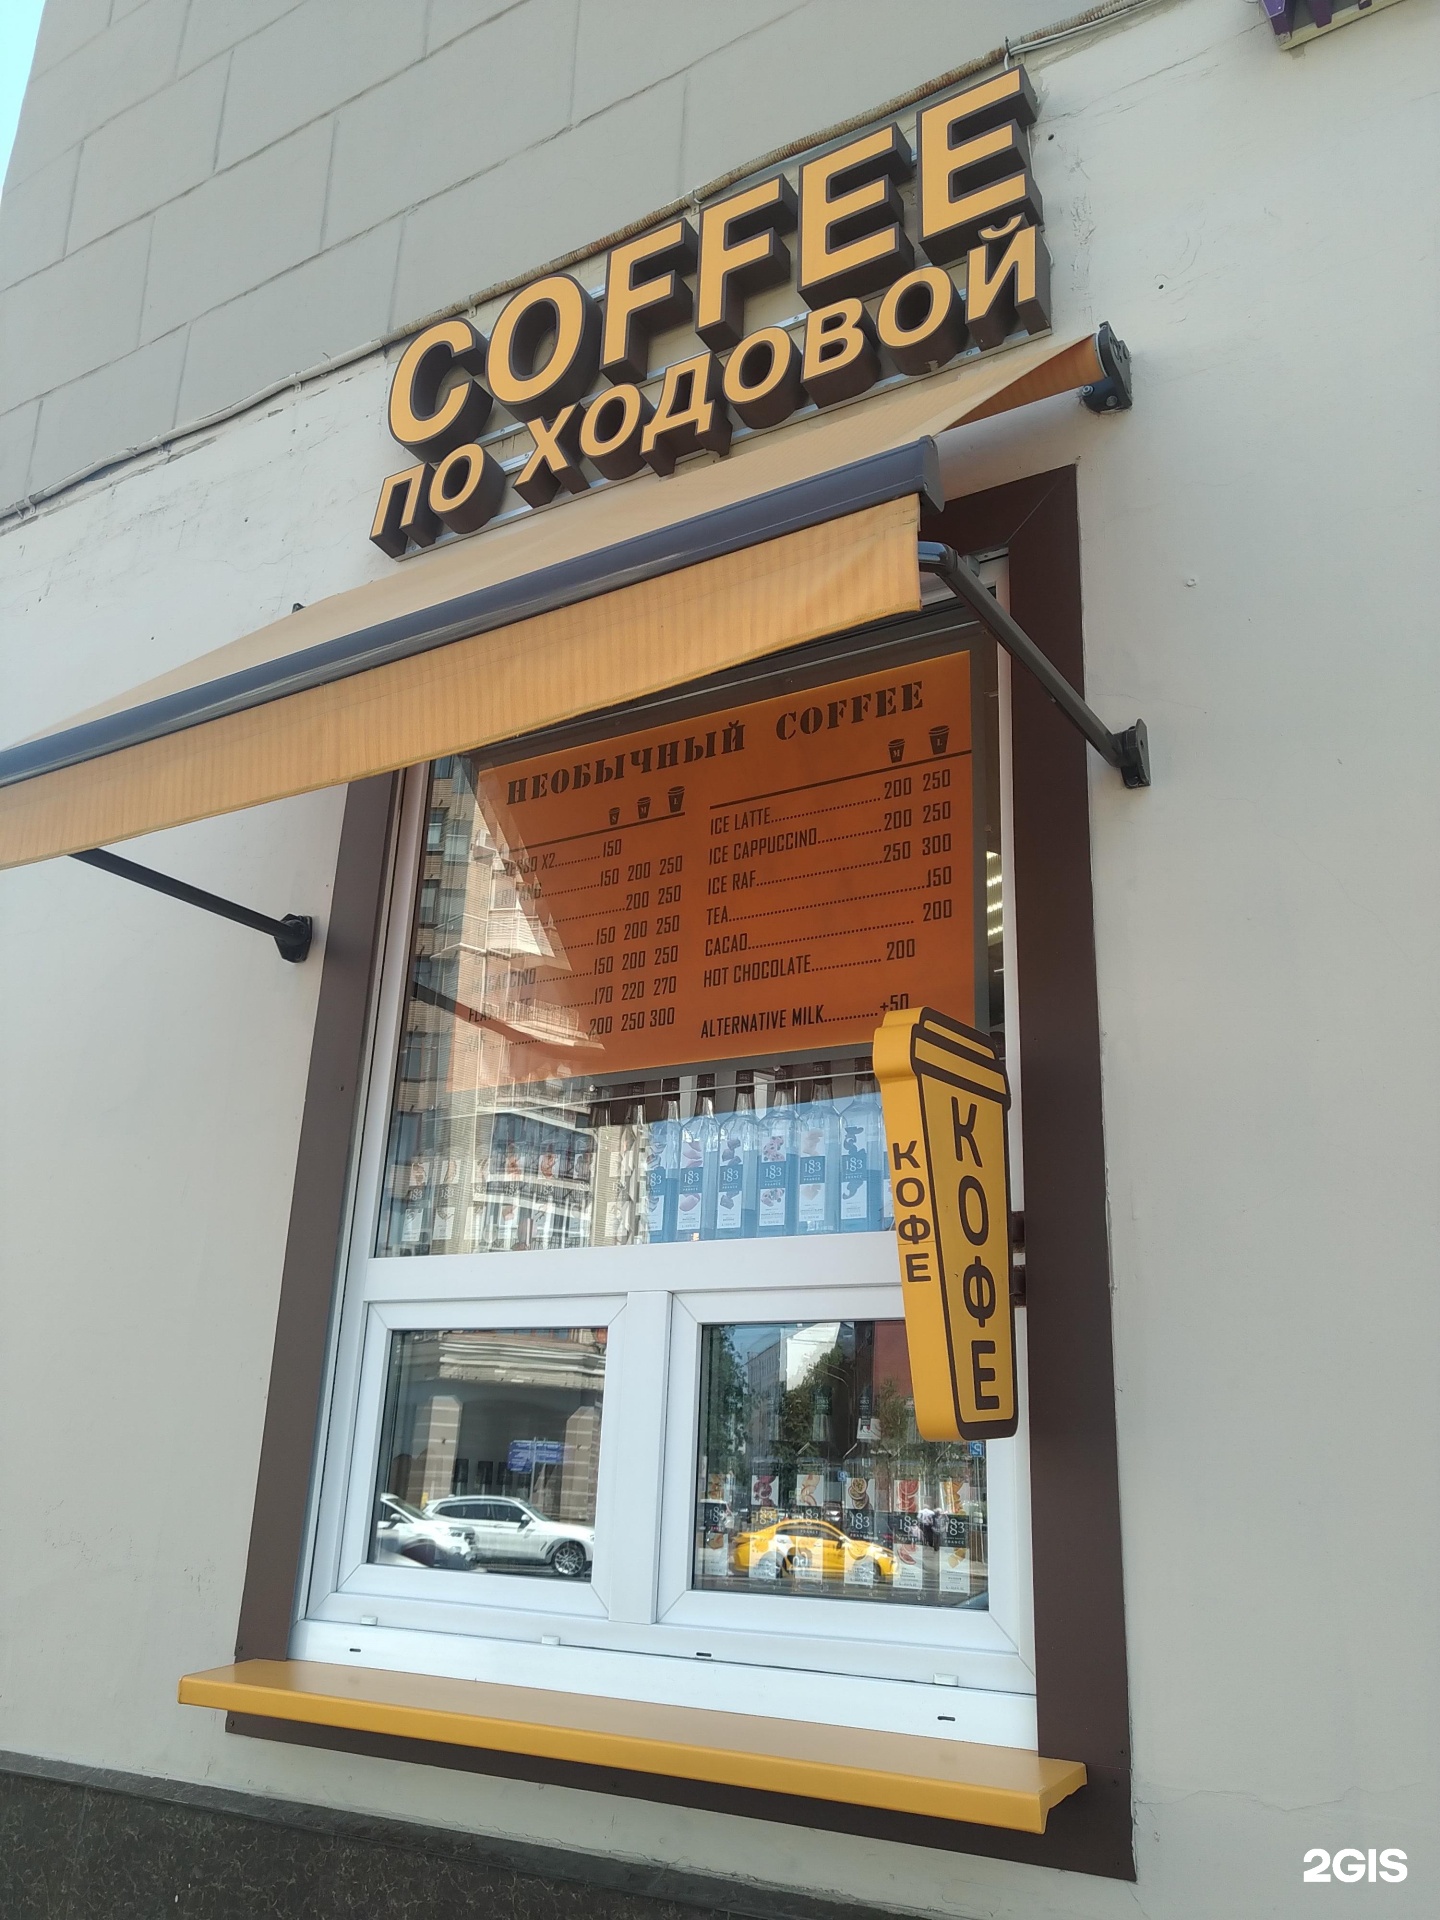 COFFEE
ПО ХОДОВОЙ
НЕОБЫЧНЫЙ COFFEE
S M L
X2..............150
150 200 250
200 250
150 200 250
150 200 250
170 220 270
200 250 300
M L
ICE LATTE....................200 250
ICE CAPPUCCINO............200 250
ICE RAF.......................250 300
TEA...................................150
CACAO............................. 200
HOT CHOCOLATE............... 200
ALTERNATIVE MILK............+50
КОФЕ
КОФЕ
1883
2GIS